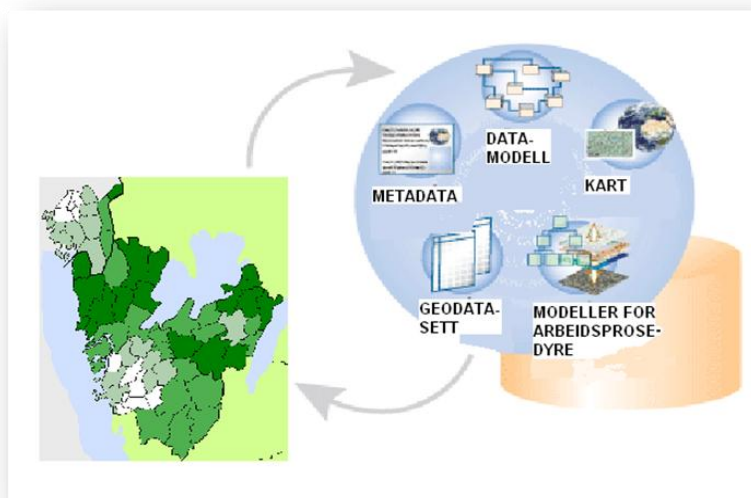 DATA-
MODELL
METADATA
KART
GEODATA-
SETT
MODELLER FOR
ARBEIDSPROSE-
DYRE